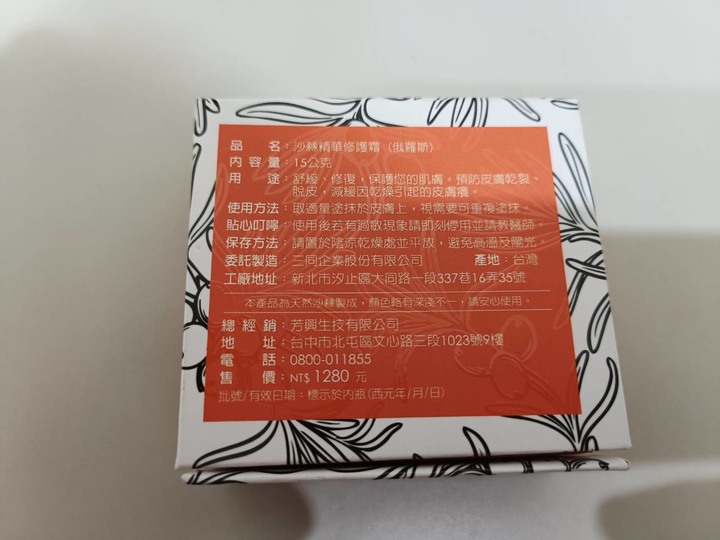 品　名：沙棘精華修護霜（俄羅斯）
內 容 量：15公克
用　途：舒緩、修復，保護您的肌膚。預防皮膚乾裂、
脫皮，減緩因乾燥引起的皮膚癢。
使用方法：取適量塗抹於皮膚上，視需要可重複塗抹。
貼心叮嚀：使用後若有過敏現象請即刻停用並請教醫師。
保存方法：請置於陰涼乾燥處並平放，避免高溫及陽光
委託製造：三同企業股份有限公司　產地：台灣
工廠地址：新北市汐止區大同路一段337巷16弄35號
本產品為天然沙棘製成，顏色略有深淺不一，請安心使用。
總 經 銷：芳興生技有限公司
地　址：台中市北屯區文心路三段1023號9樓
電　話：0800-011855
售　價：NT$ 1280 元
批號/有效日期：標示於內瓶(西元年/月/日)